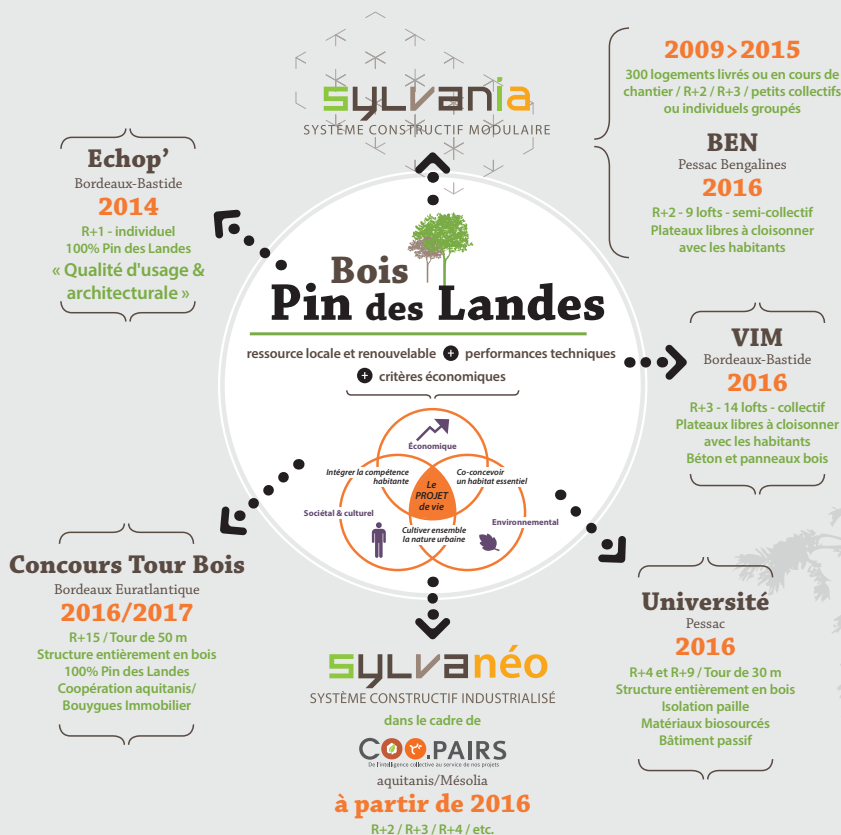 sylvania
SYSTÈME CONSTRUCTIF MODULAIRE
2009>2015
300 logements livrés ou en cours de
chantier / R+2 / R+3 / petits collectifs
ou individuels groupés
BEN
Pessac Bengalines
2016
R+2 - 9 lofts - semi-collectif
Plateaux libres à cloisonner
avec les habitants
Echop'
Bordeaux-Bastide
2014
R+1 - individuel
100% Pin des Landes
« Qualité d'usage &
architecturale »
Bois
Pin des Landes
ressource locale et renouvelable + performances techniques
+ critères économiques
Économique
Intégrer la compétence
habitante
Co-concevoir
un habitat essentiel
Le
PROJET
de vie
Sociétal & culturel
Environnemental
Cultiver ensemble
la nature urbaine
VIM
Bordeaux-Bastide
2016
R+3 - 14 lofts - collectif
Plateaux libres à cloisonner
avec les habitants
Béton et panneaux bois
Concours Tour Bois
Bordeaux Euratlantique
2016/2017
R+15 / Tour de 50 m
Structure entièrement en bois
100% Pin des Landes
Coopération aquitanis/
Bouygues Immobilier
Université
Pessac
2016
R+4 et R+9 / Tour de 30 m
Structure entièrement en bois
Isolation paille
Matériaux biosourcés
Bâtiment passif
sylvanéo
SYSTÈME CONSTRUCTIF INDUSTRIALISÉ
dans le cadre de
COO.PAIRS
De l'intelligence collective au service de nos projets
aquitanis/Mésolia
à partir de 2016
R+2 / R+3 / R+4 / etc.